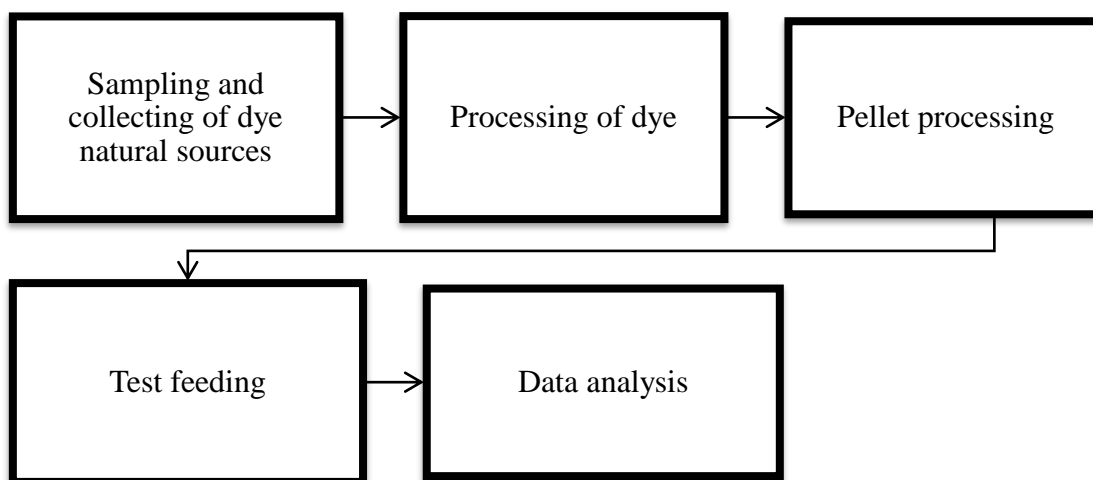 Sampling and
collecting of dye
natural sources
Processing of dye
Pellet processing
Test feeding
Data analysis